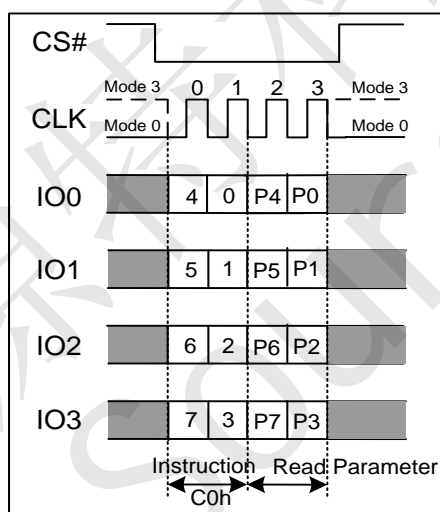 CS#
Mode 3 0 1 2 3 Mode 3
CLK
Mode 0 Mode 0
IO0 4 0 P4 P0
IO1 5 1 P5 P1
IO2 6 2 P6 P2
IO3 7 3 P7 P3
Instruction Read Parameter
C0h